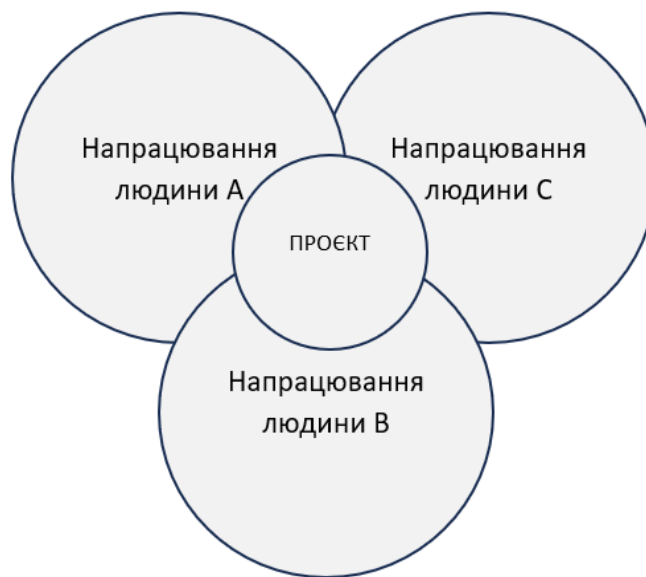 Напрацювання
людини А
Напрацювання
людини С
ПРОЄКТ
Напрацювання
людини В